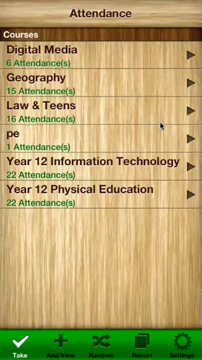 Attendance
Courses
Digital Media
6 Attendance(s)
Geography
15 Attendance(s)
Law & Teens
16 Attendance(s)
pe
1 Attendance(s)
Year 12 Information Technology
22 Attendance(s)
Year 12 Physical Education
22 Attendance(s)
Take Add/View Random Report Settings